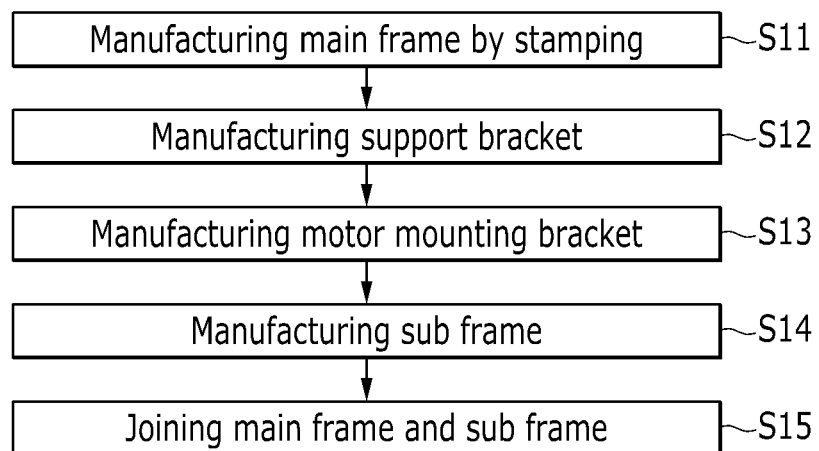 Manufacturing main frame by stamping S11
Manufacturing support bracket S12
Manufacturing motor mounting bracket S13
Manufacturing sub frame S14
Joining main frame and sub frame S15